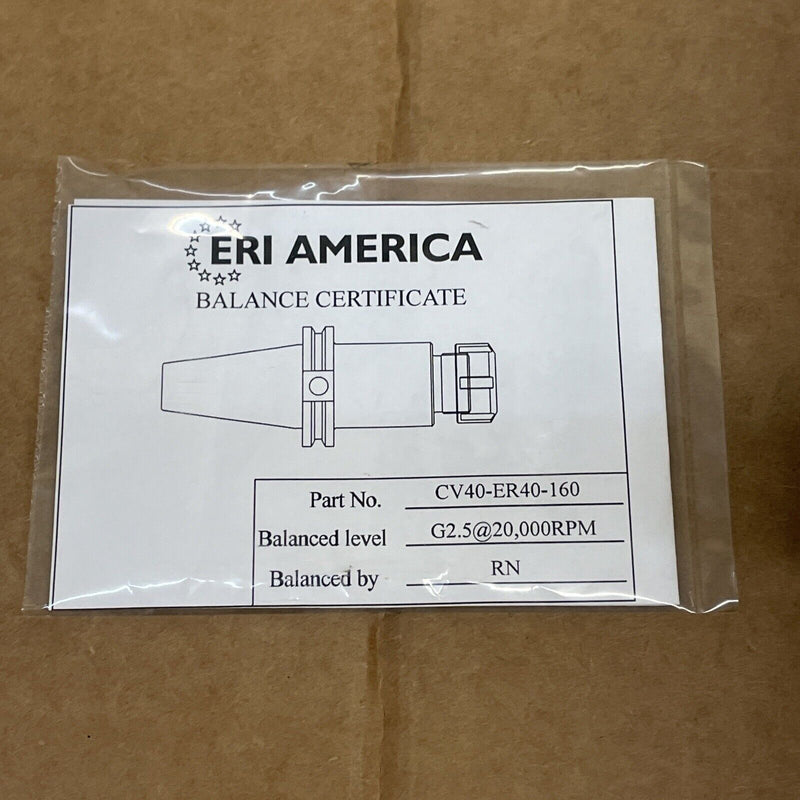 ERI AMERICA
BALANCE CERTIFICATE
Part No. CV40-ER40-160
Balanced level G2.5@20,000RPM
Balanced by RN